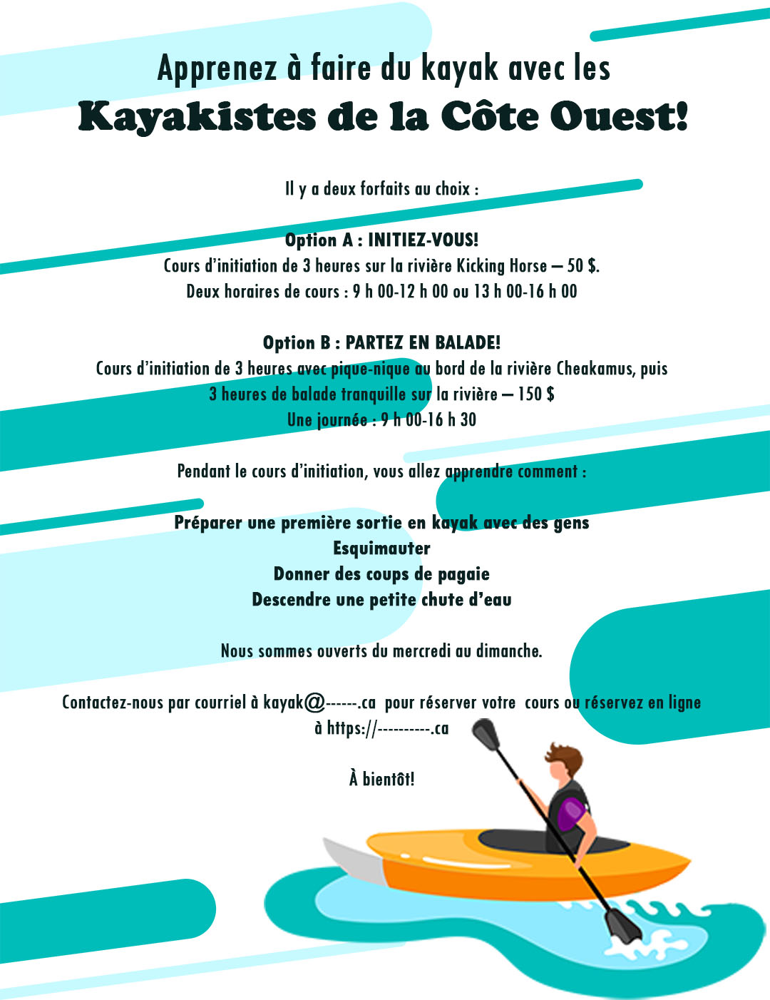 Apprenez à faire du kayak avec les
Kayakistes de la Côte Ouest!
Il y a deux forfaits au choix :
Option A : INITIEZ-VOUS!
Cours d’initiation de 3 heures sur la rivière Kicking Horse – 50 $.
Deux horaires de cours : 9 h 00-12 h 00 ou 13 h 00-16 h 00
Option B : PARTEZ EN BALADE!
Cours d’initiation de 3 heures avec pique-nique au bord de la rivière Cheakamus, puis
3 heures de balade tranquille sur la rivière – 150 $
Une journée : 9 h 00-16 h 30
Pendant le cours d’initiation, vous allez apprendre comment :
Préparer une première sortie en kayak avec des gens
Esquimauter
Donner des coups de pagaie
Descendre une petite chute d’eau
Nous sommes ouverts du mercredi au dimanche.
Contactez-nous par courriel à kayak@------.ca pour réserver votre cours ou réservez en ligne
à https://----------.ca
À bientôt!